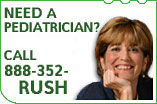 NEED A
PEDIATRICIAN?
CALL
888-352-
RUSH